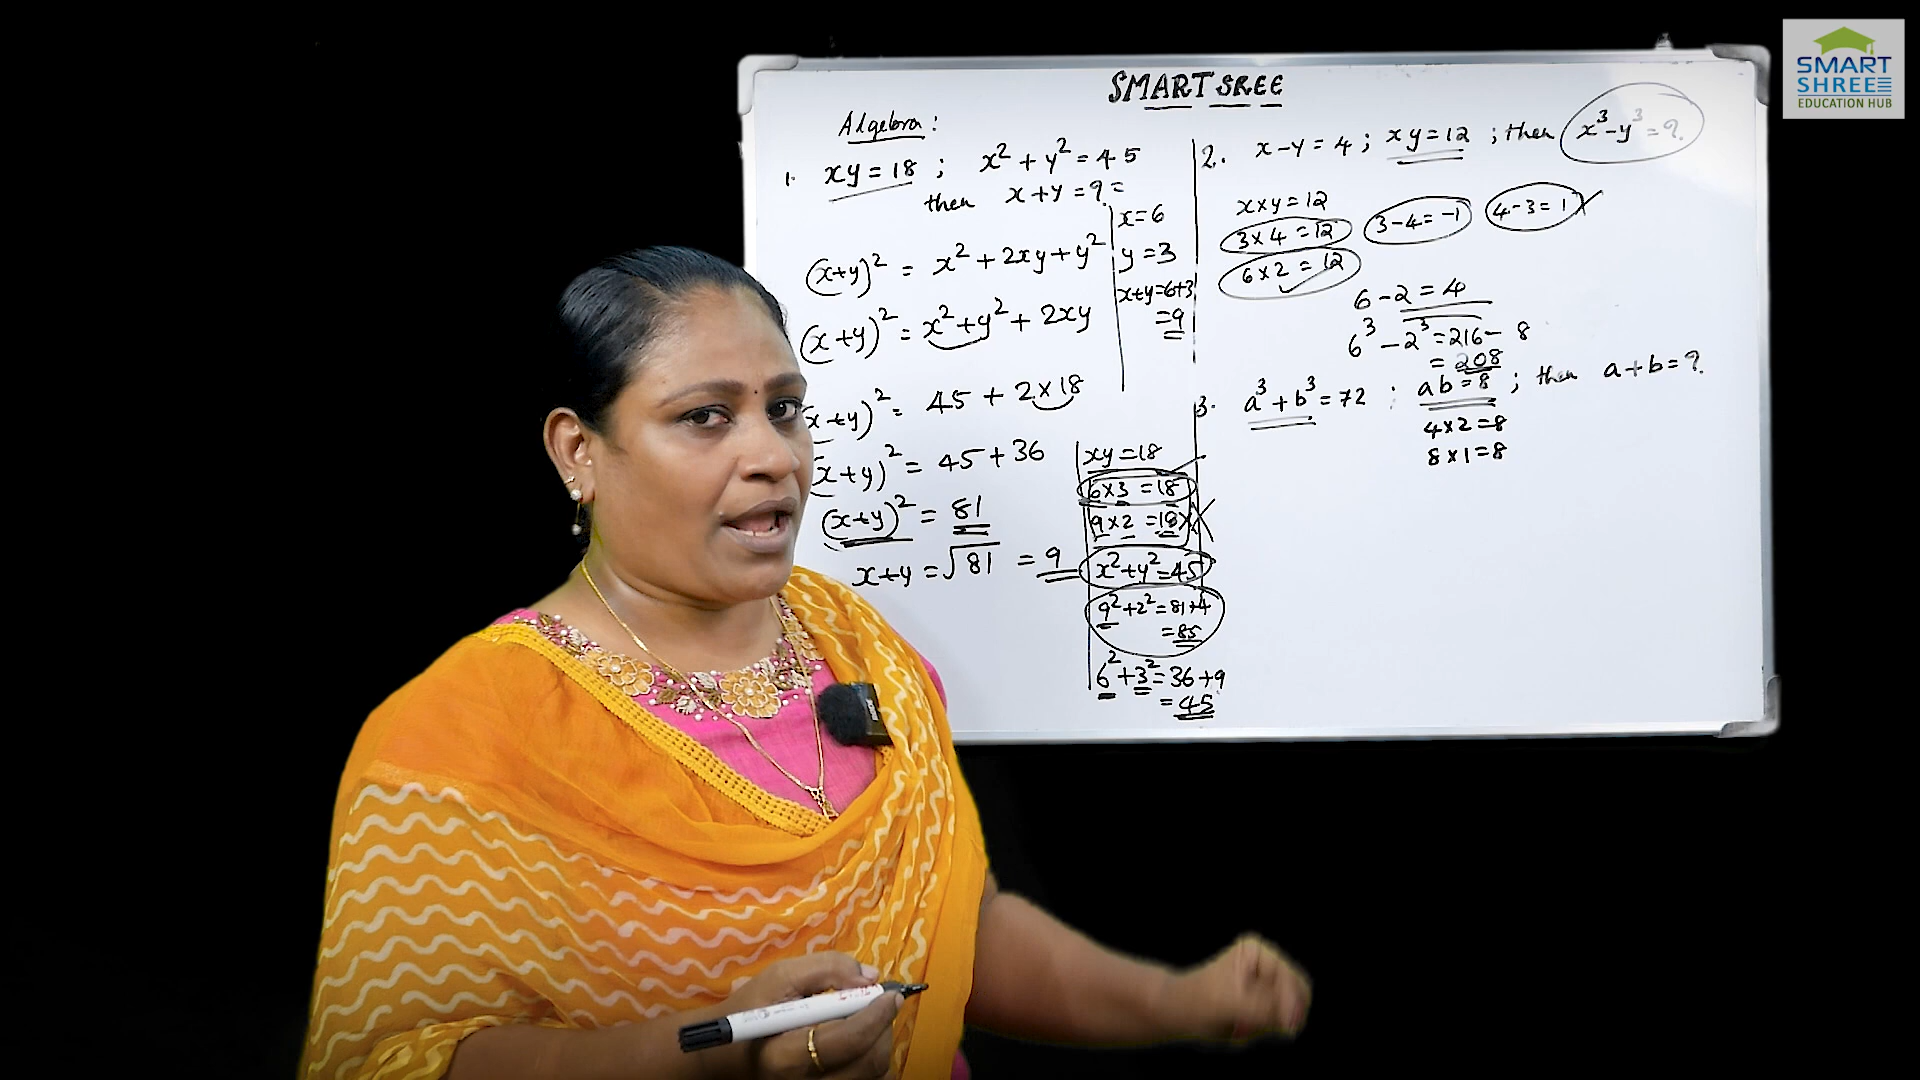 SMART
SHREE
EDUCATION HUB
SMART SREE
Algebra:
1. xy = 18 ; x² + y² = 45
then x + y = ?
(x+y)² = x² + 2xy + y²
(x+y)² = x² + y² + 2xy
x+y)² = 45 + 2 × 18
(x+y)² = 45 + 36
(x+y)² = 81
x+y = √81 = 9
x = 6
y = 3
x+y = 6+3
= 9
xy = 18
6 × 3 = 18
9 × 2 = 18
x² + y² = 45
9² + 2² = 81 + 4
= 85
6² + 3² = 36 + 9
= 45
2. x - y = 4 ; xy = 12 ; then x³ - y³ = ?
x × y = 12
3 × 4 = 12
6 × 2 = 12
3 - 4 = -1
4 - 3 = 1
6 - 2 = 4
6³ - 2³ = 216 - 8
= 208
3. a³ + b³ = 72 ; ab = 8 ; then a + b = ?
4 × 2 = 8
8 × 1 = 8